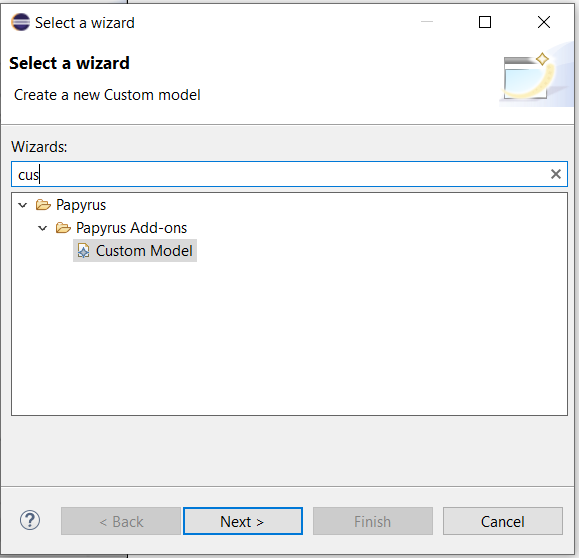 Select a wizard
Select a wizard
Create a new Custom model
Wizards:
cus
Papyrus
Papyrus Add-ons
Custom Model
? < Back Next > Finish Cancel